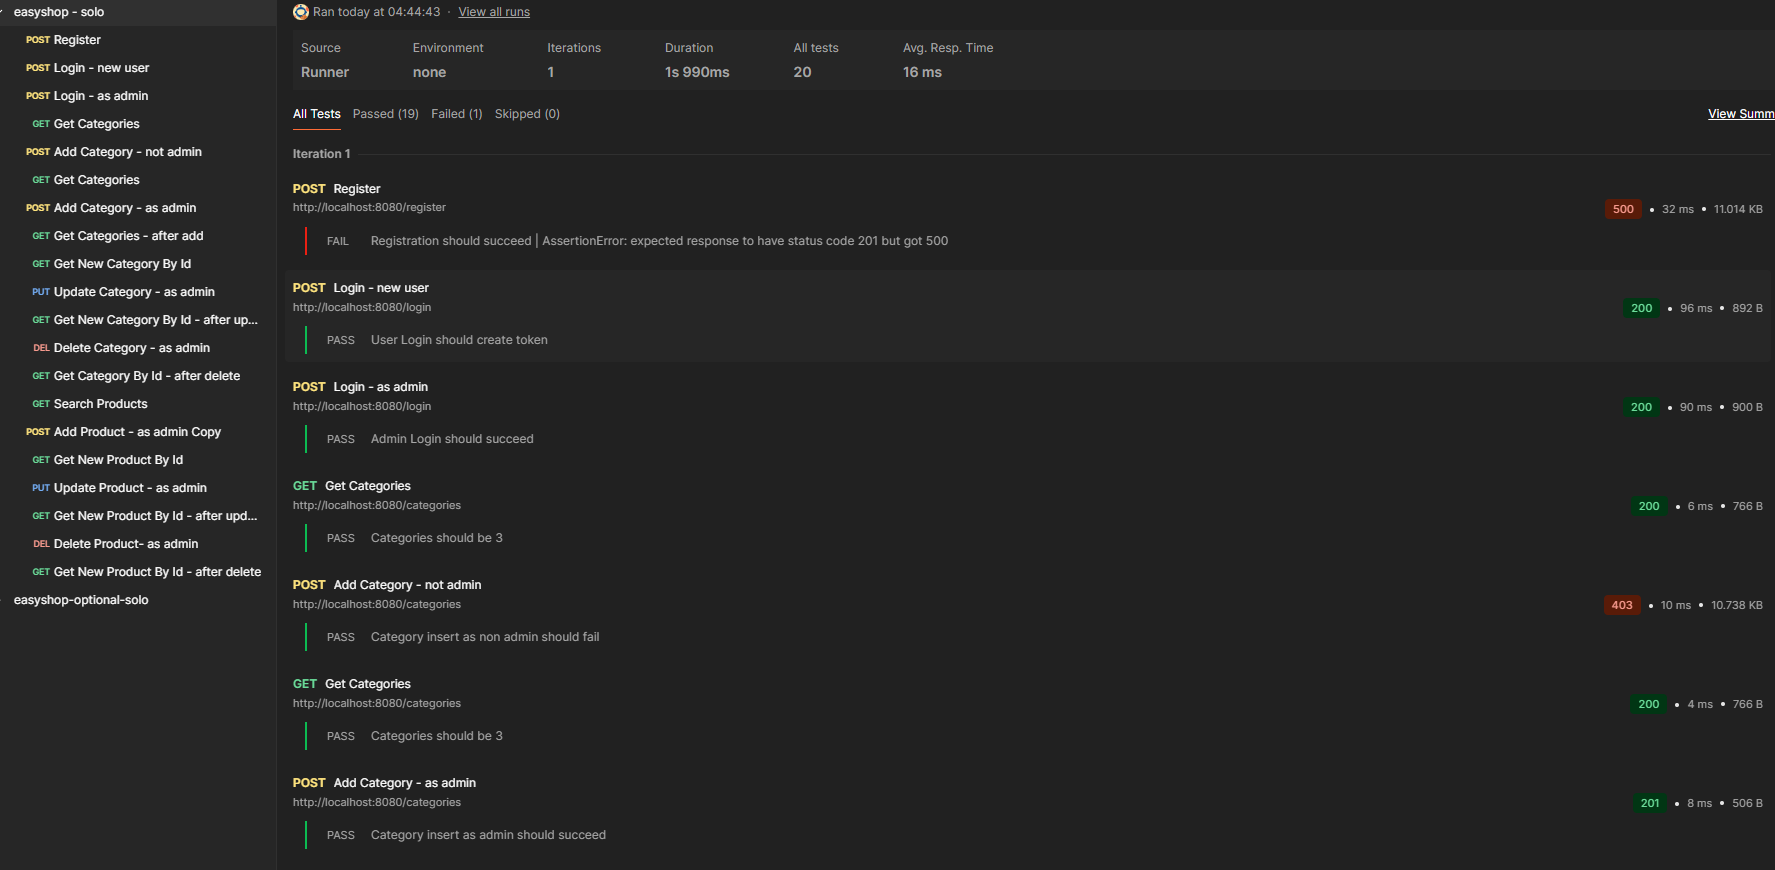 easyshop - solo
POST Register
POST Login - new user
POST Login - as admin
GET Get Categories
POST Add Category - not admin
GET Get Categories
POST Add Category - as admin
GET Get Categories - after add
GET Get New Category By Id
PUT Update Category - as admin
GET Get New Category By Id - after up...
DEL Delete Category - as admin
GET Get Category By Id - after delete
GET Search Products
POST Add Product - as admin Copy
GET Get New Product By Id
PUT Update Product - as admin
GET Get New Product By Id - after upd...
DEL Delete Product- as admin
GET Get New Product By Id - after delete
easyshop-optional-solo
Ran today at 04:44:43 · View all runs
Source Environment Iterations Duration All tests Avg. Resp. Time
Runner none 1 1s 990ms 20 16 ms
All Tests Passed (19) Failed (1) Skipped (0) View Summ
Iteration 1
POST Register
http://localhost:8080/register
500 • 32 ms • 11.014 KB
FAIL Registration should succeed | AssertionError: expected response to have status code 201 but got 500
POST Login - new user
http://localhost:8080/login
200 • 96 ms • 892 B
PASS User Login should create token
POST Login - as admin
http://localhost:8080/login
200 • 90 ms • 900 B
PASS Admin Login should succeed
GET Get Categories
http://localhost:8080/categories
200 • 6 ms • 766 B
PASS Categories should be 3
POST Add Category - not admin
http://localhost:8080/categories
403 • 10 ms • 10.738 KB
PASS Category insert as non admin should fail
GET Get Categories
http://localhost:8080/categories
200 • 4 ms • 766 B
PASS Categories should be 3
POST Add Category - as admin
http://localhost:8080/categories
201 • 8 ms • 506 B
PASS Category insert as admin should succeed